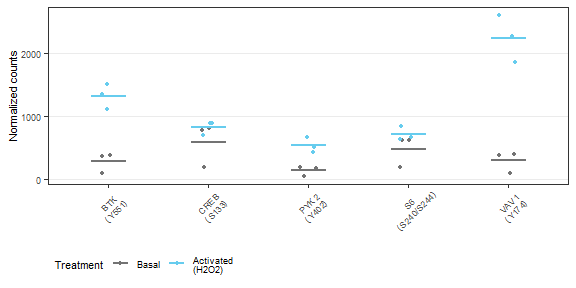 Normalized counts
2000
1000
0
BTK
(Y551)
CREB
(S133)
PYK2
(Y402)
S6
(S240/S244)
VAV1
(Y174)
Treatment
Basal
Activated
(H2O2)